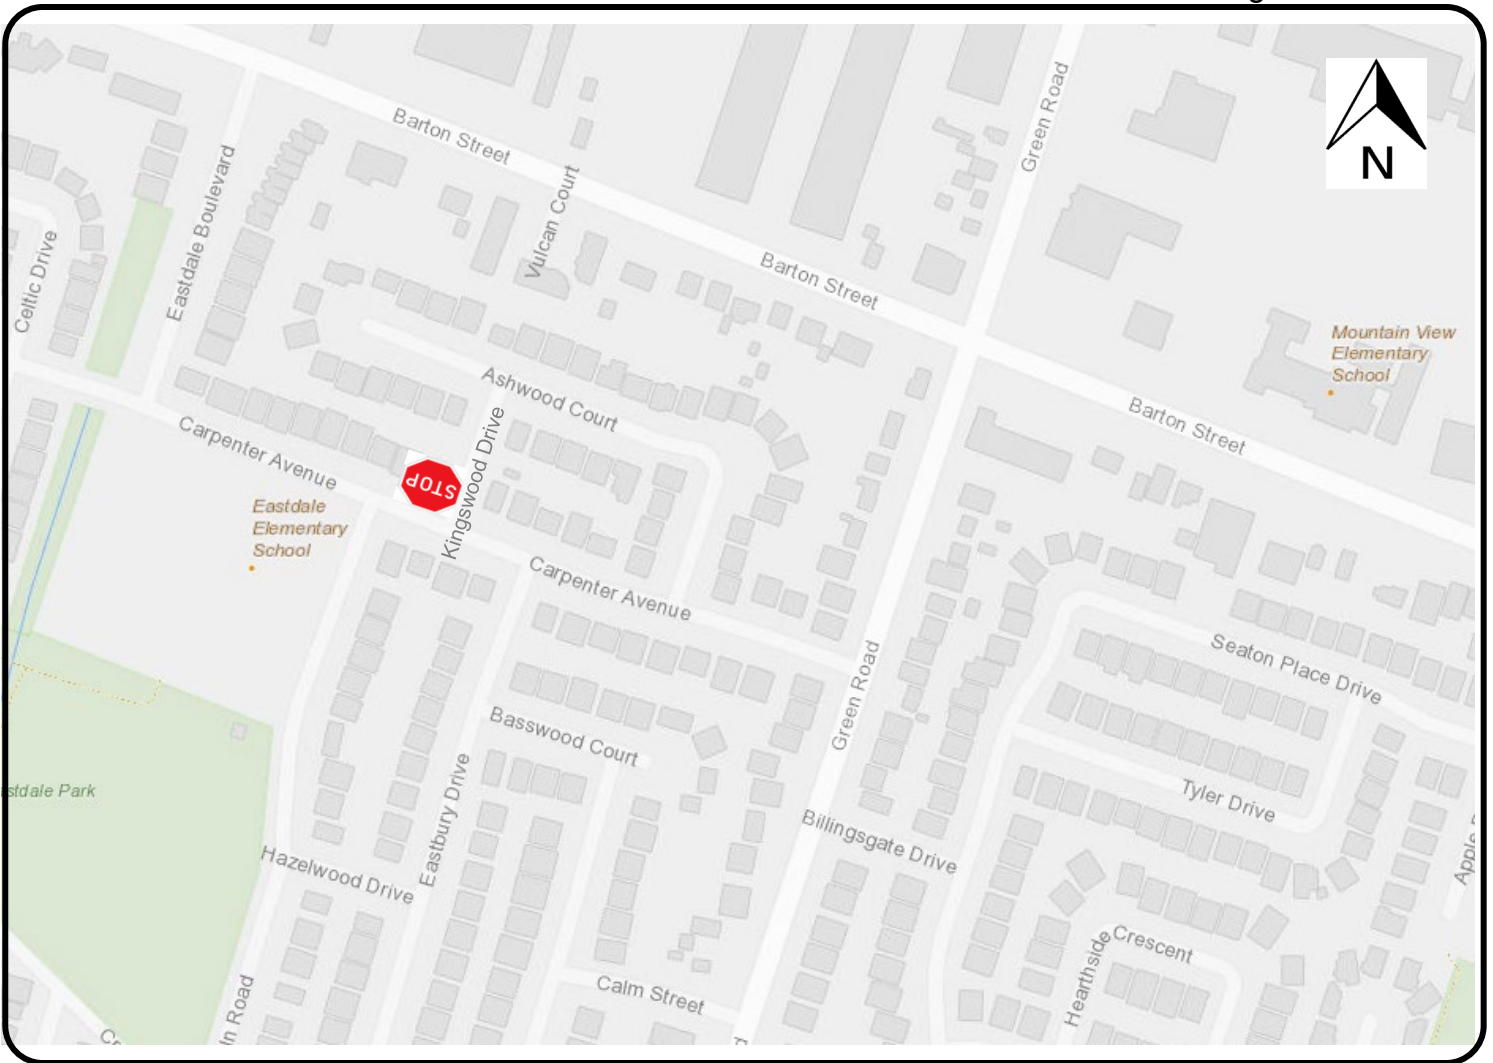 Barton Street
Green Road
N
Eastdale Boulevard
Vulcan Court
Celtic Drive
Barton Street
Mountain View
Elementary
School
Ashwood Court
Barton Street
Carpenter Avenue
Kingswood Drive
STOP
Eastdale
Elementary
School
Carpenter Avenue
Green Road
Seaton Place Drive
Basswood Court
Tyler Drive
stdale Park
Eastbury Drive
Billingsgate Drive
Hazelwood Drive
Apple
Hearthside Crescent
Calm Street
n Road